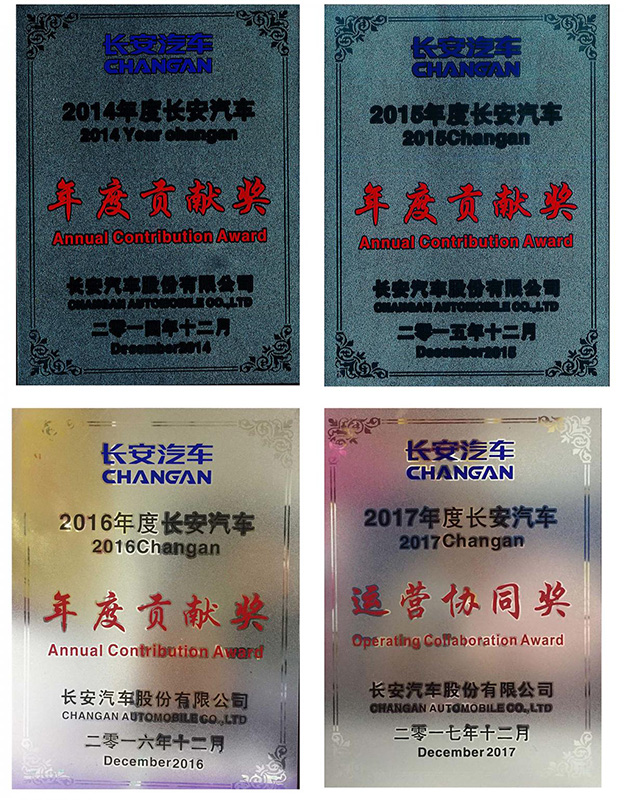 长安汽车
CHANGAN
2014年度长安汽车
2014 Year changan
年度贡献奖
Annual Contribution Award
长安汽车股份有限公司
CHANGAN AUTOMOBILE CO.,LTD
二零一四年十二月
Drcember2014
长安汽车
CHANGAN
2015年度长安汽车
2015Changan
年度贡献奖
Annual Contribution Award
长安汽车股份有限公司
CHANGAN AUTOMOBILE CO.,LTD
二零一五年十二月
December2015
长安汽车
CHANGAN
2016年度长安汽车
2016Changan
年度贡献奖
Annual Contribution Award
长安汽车股份有限公司
CHANGAN AUTOMOBILE CO.,LTD
二零一六年十二月
December2016
长安汽车
CHANGAN
2017年度长安汽车
2017Changan
运营协同奖
Operating Collaboration Award
长安汽车股份有限公司
CHANGAN AUTOMOBILE CO.,LTD
二零一七年十二月
December2017